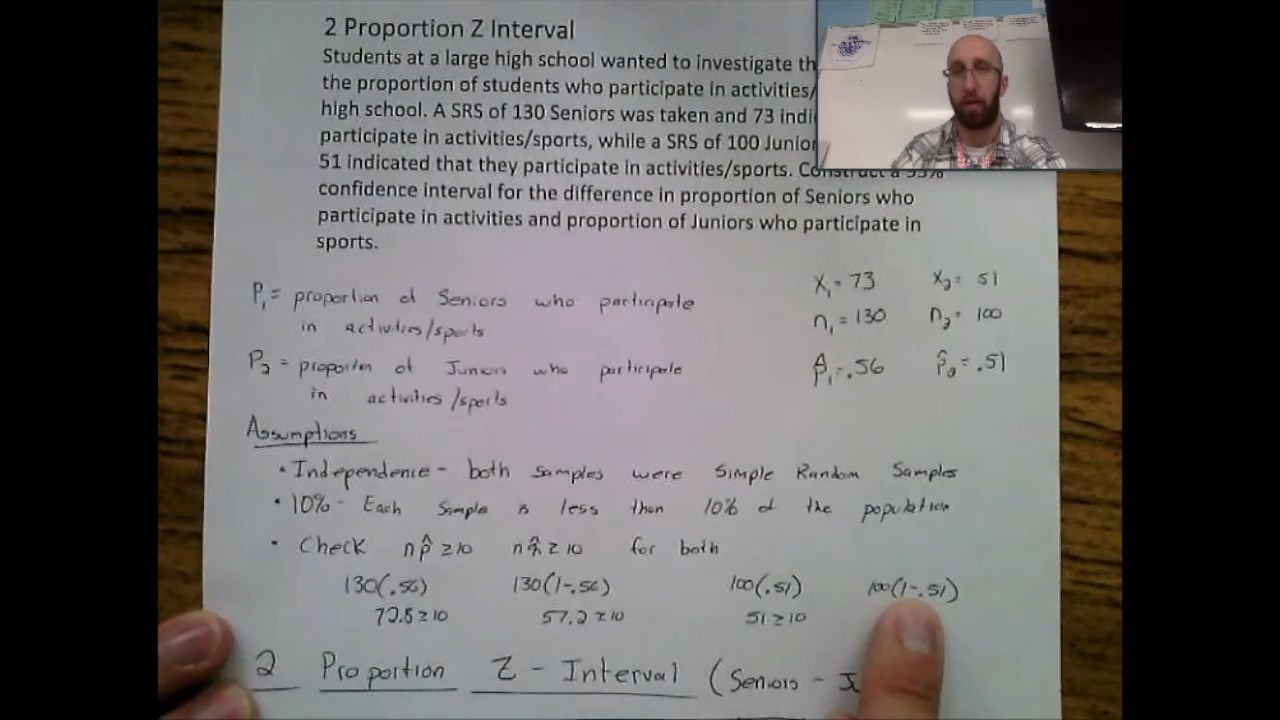 2 Proportion Z Interval
Students at a large high school wanted to investigate
the proportion of students who participate in activities/
high school. A SRS of 130 Seniors was taken and 73
participate in activities/sports, while a SRS of 100
51 indicated that they participate in activities/sports. Construct a
confidence interval for the difference in proportion of Seniors who
participate in activities and proportion of Juniors who participate in
sports.
P₁ = proportion of Seniors who participate
in activities/sports
X₁ = 73 X₂ = 51
n₁ = 130 n₂ = 100
P₂ = proportion of Juniors who participate
in activities/sports
p̂₁ = .56 p̂₂ = .51
Assumptions
• Independence - both samples were Simple Random Samples
• 10% - Each Sample is less than 10% of the population
• Check np̂ ≥ 10 nq̂ ≥ 10 for both
130(.56) 130(1-.56) 100(.51) 100(1-.51)
72.8 ≥ 10 57.2 ≥ 10 51 ≥ 10
2 Proportion Z - Interval (Seniors -